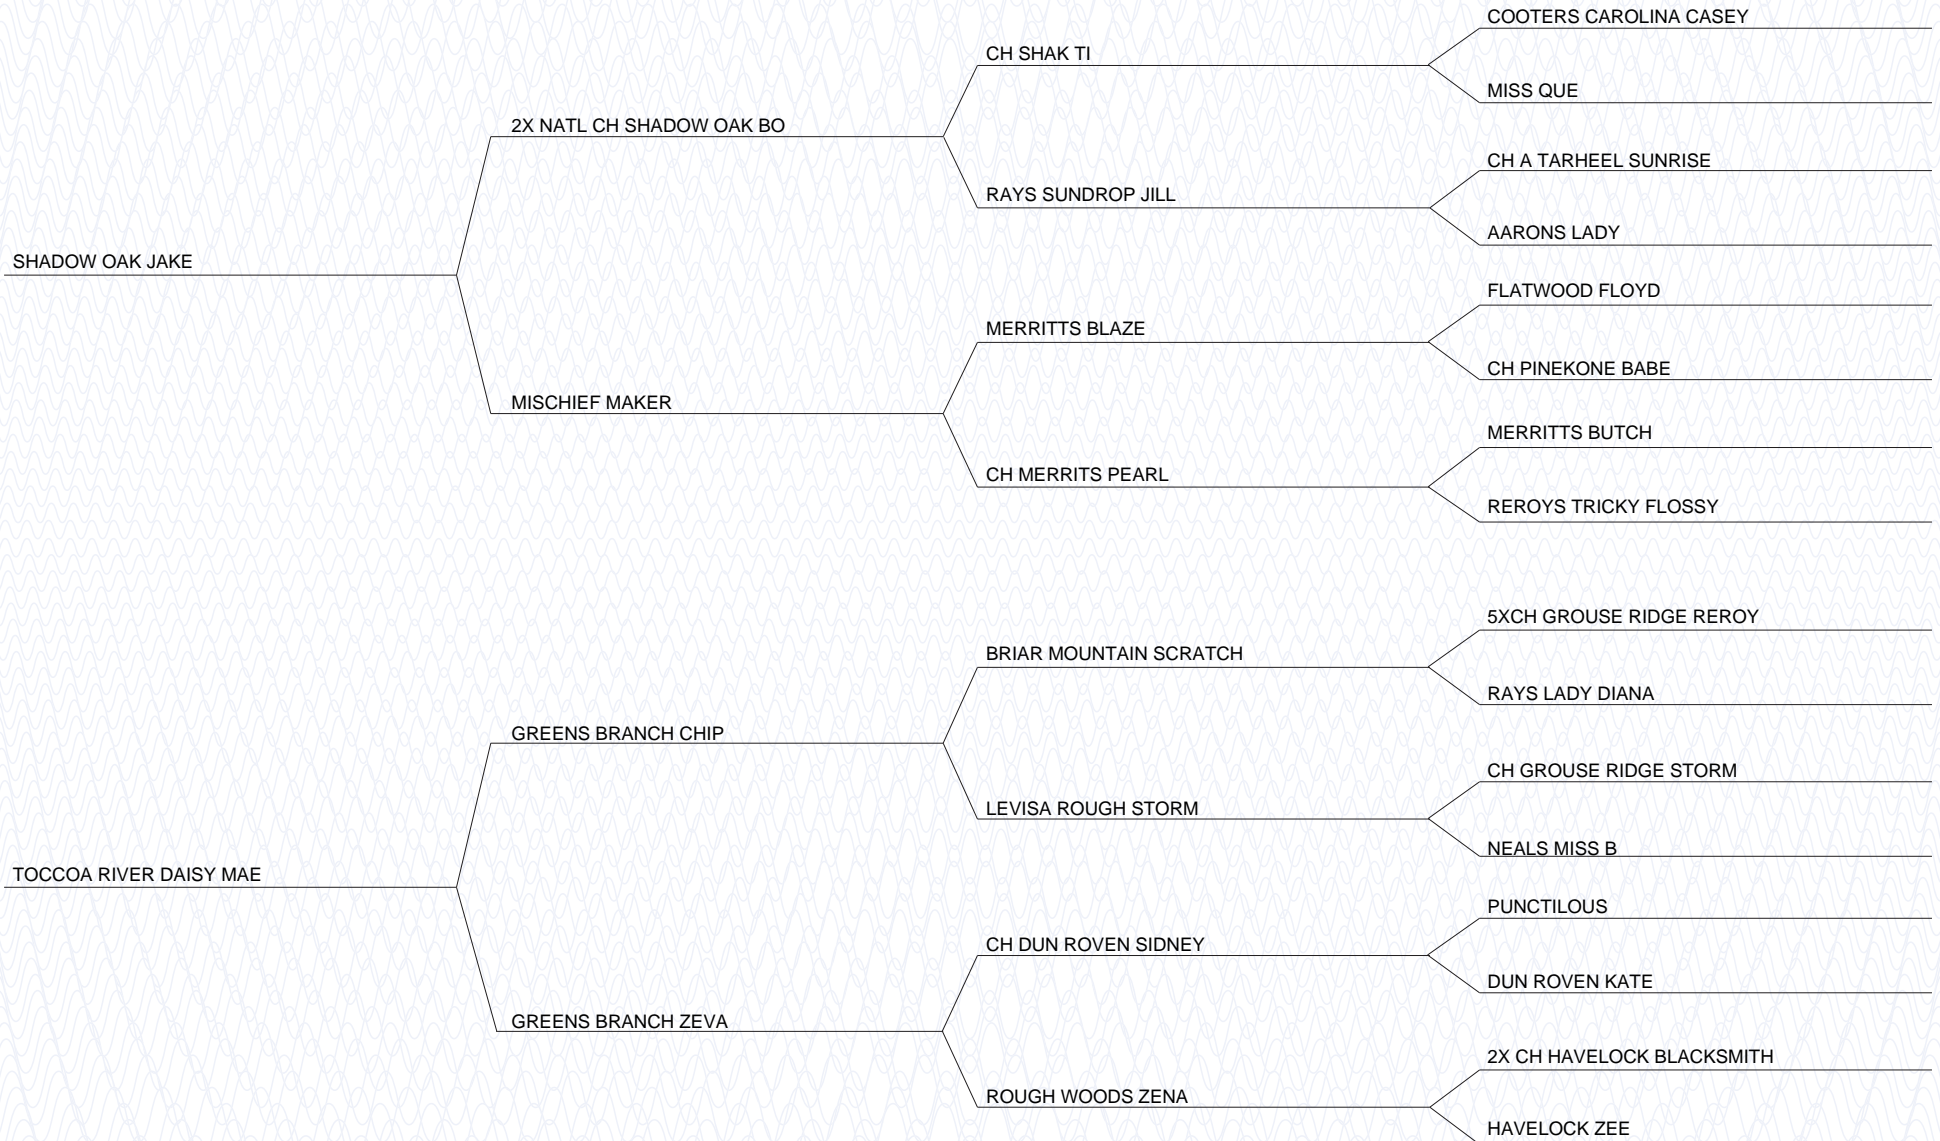 COOTERS CAROLINA CASEY
CH SHAK TI
MISS QUE
2X NATL CH SHADOW OAK BO
CH A TARHEEL SUNRISE
RAYS SUNDROP JILL
AARONS LADY
SHADOW OAK JAKE
FLATWOOD FLOYD
MERRITTS BLAZE
CH PINEKONE BABE
MISCHIEF MAKER
MERRITTS BUTCH
CH MERRITS PEARL
REROYS TRICKY FLOSSY
5XCH GROUSE RIDGE REROY
BRIAR MOUNTAIN SCRATCH
RAYS LADY DIANA
GREENS BRANCH CHIP
CH GROUSE RIDGE STORM
LEVISA ROUGH STORM
NEALS MISS B
TOCCOA RIVER DAISY MAE
PUNCTILOUS
CH DUN ROVEN SIDNEY
DUN ROVEN KATE
GREENS BRANCH ZEVA
2X CH HAVELOCK BLACKSMITH
ROUGH WOODS ZENA
HAVELOCK ZEE